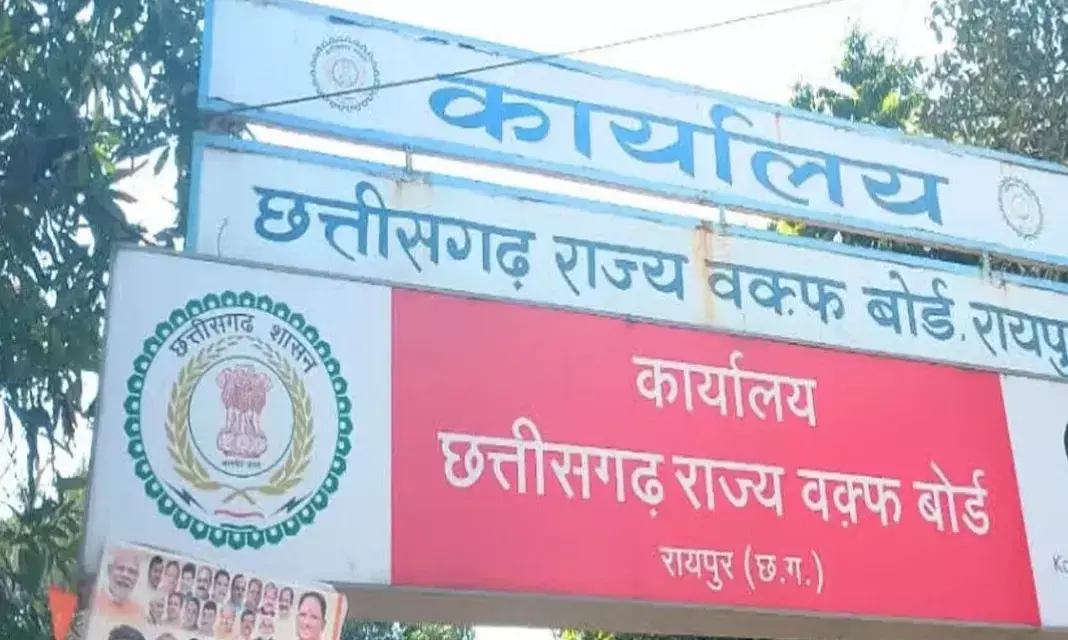 कार्यालय
छत्तीसगढ़ राज्य वक़्फ बोर्ड, रायपु
छत्तीसगढ़ शासन
कार्यालय
छत्तीसगढ़ राज्य वक़्फ बोर्ड
रायपुर (छ.ग.)